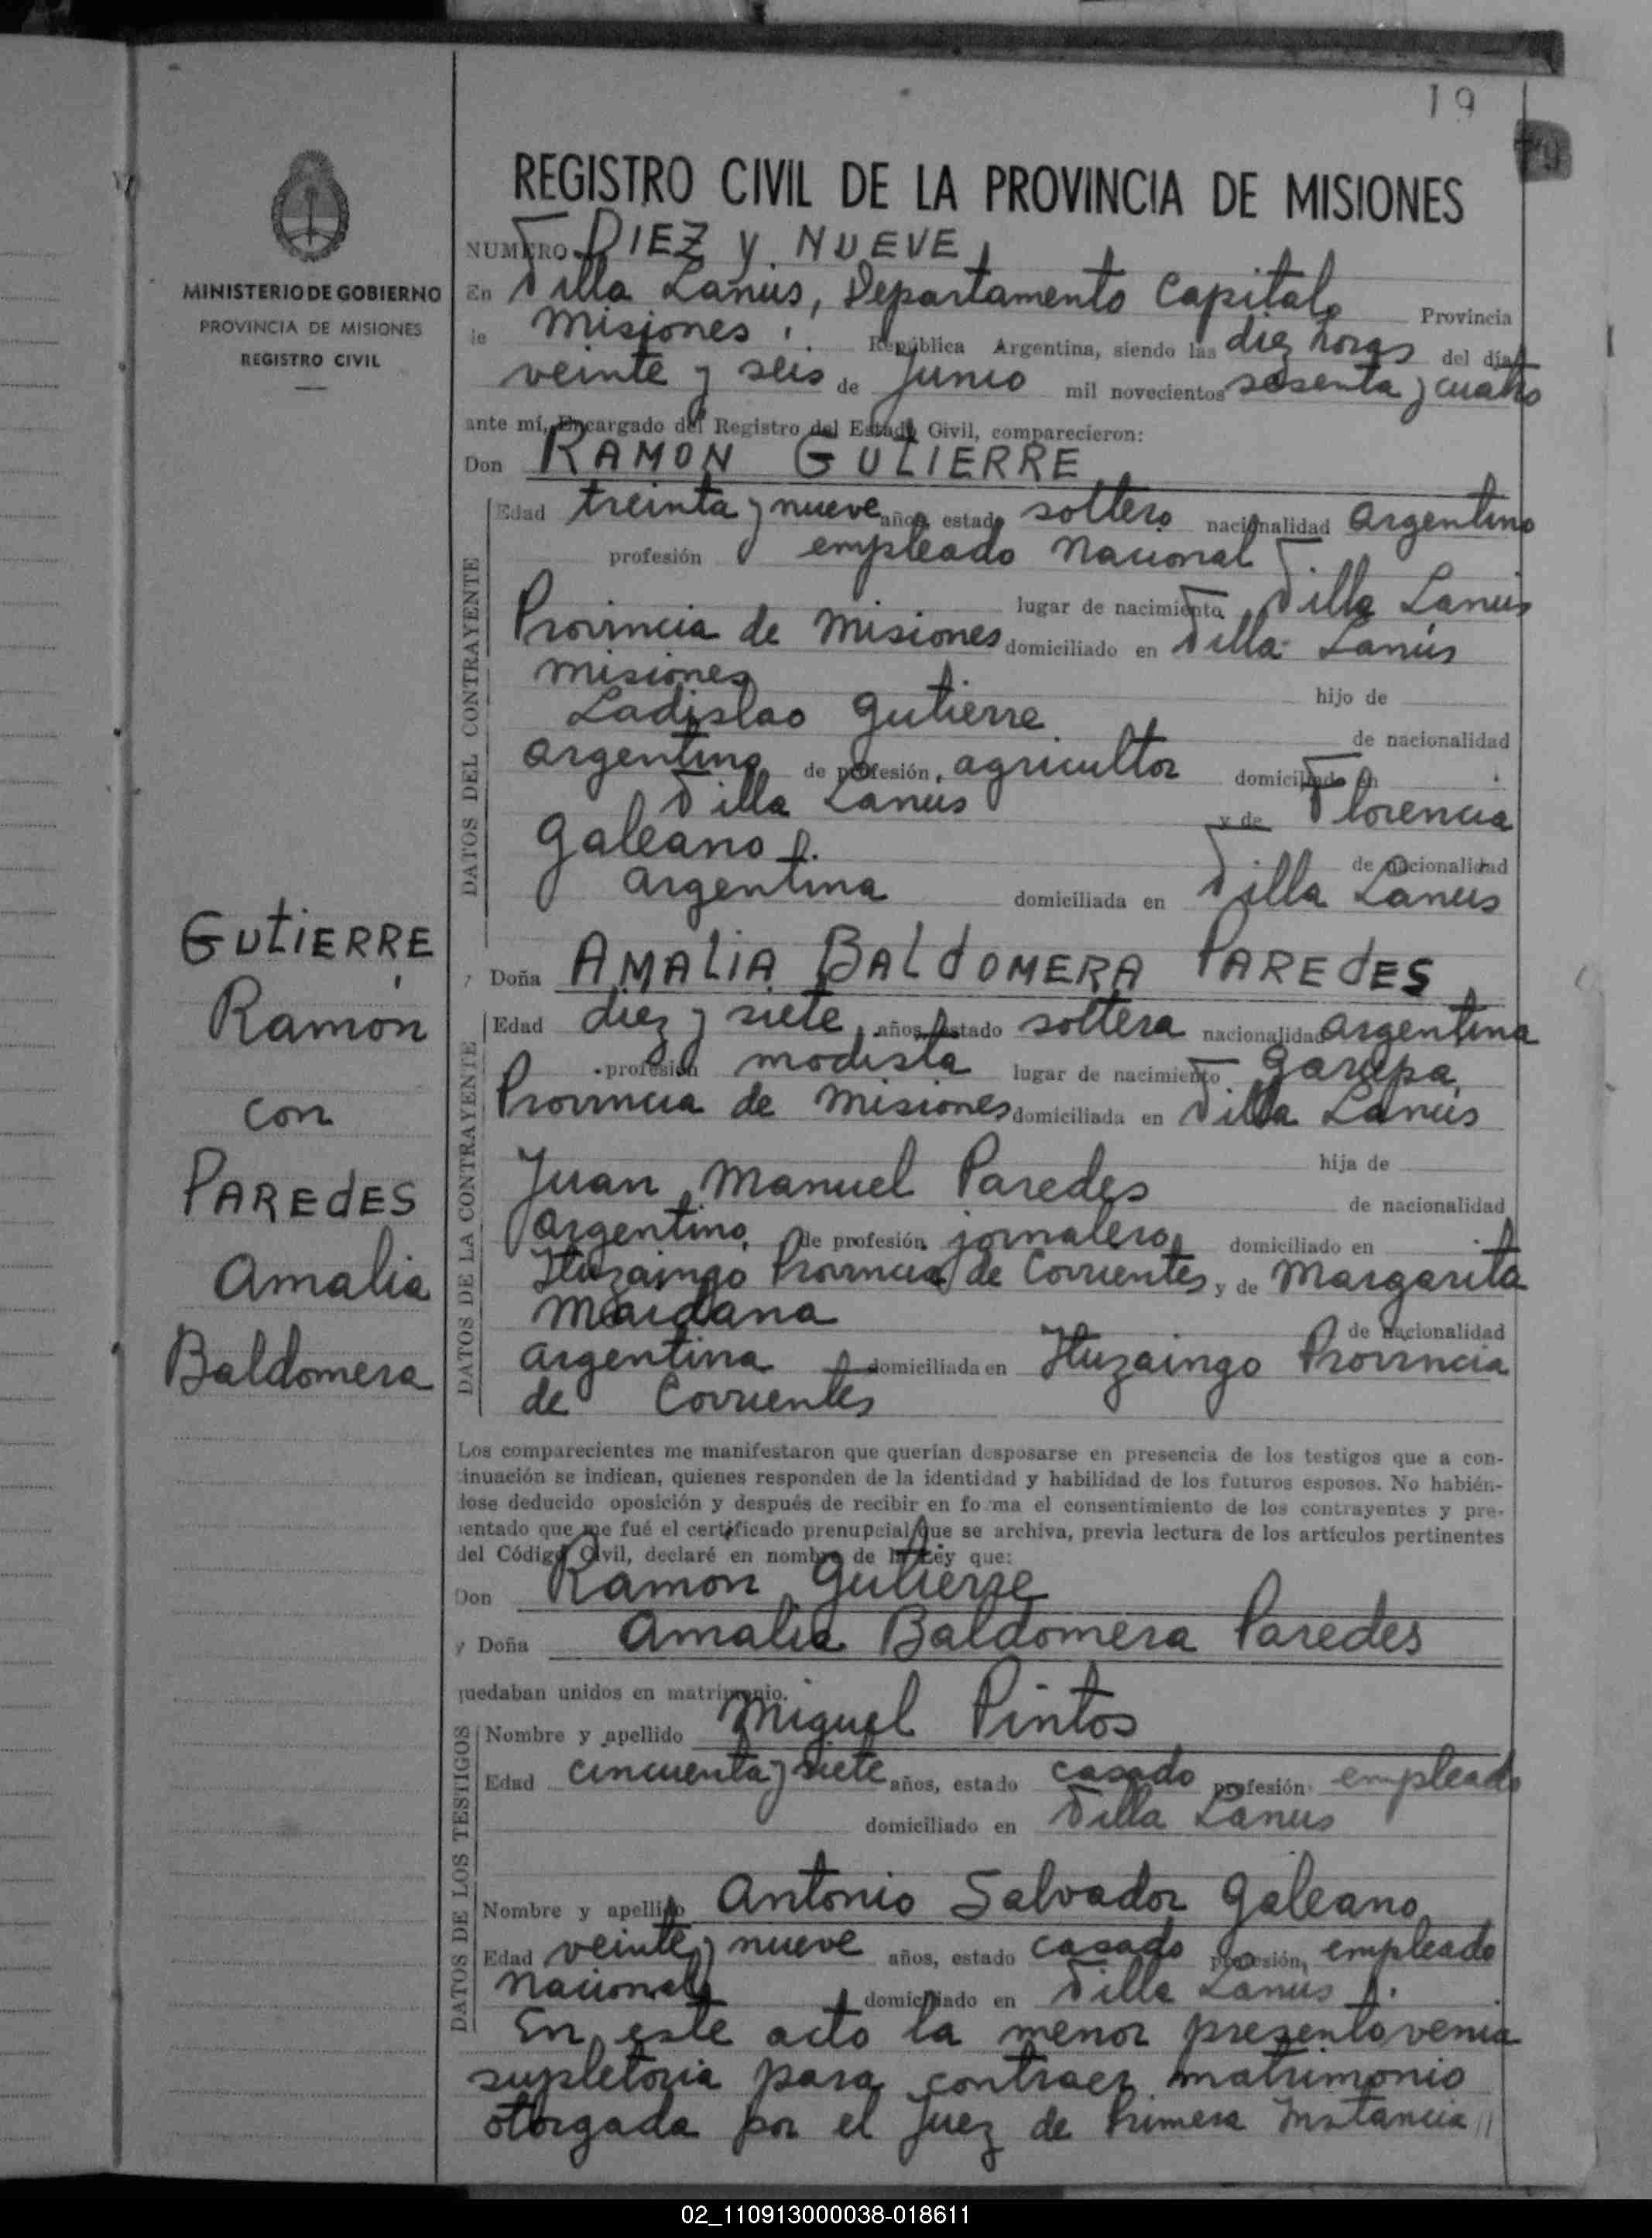 19
REGISTRO CIVIL DE LA PROVINCIA DE MISIONES
MINISTERIO DE GOBIERNO
PROVINCIA DE MISIONES
REGISTRO CIVIL
NUMERO DIEZ y NUEVE
En Villa Lanús, Departamento Capital Provincia
de Misiones República Argentina, siendo las diez horas del día
veinte y seis de Junio mil novecientos sesenta y cuatro
ante mí, Encargado del Registro del Estado Civil, comparecieron:
Don RAMON GUTIERRE
DATOS DEL CONTRAYENTE
Edad treinta y nueve años, estado soltero nacionalidad argentino
profesión empleado Nacional
lugar de nacimiento Villa Lanús
Provincia de Misiones domiciliado en Villa Lanús
Misiones hijo de
Ladislao Gutierre de nacionalidad
argentino de profesión, agricultor domiciliado en
Villa Lanus y de Florencia
Galeano de nacionalidad
argentina domiciliada en Villa Lanus
GUTIERRE
Ramón
con
PAREdES
Amalia
Baldomera
y Doña AMALIA BALdOMERA PAREdES
DATOS DE LA CONTRAYENTE
Edad diez y siete años, estado soltera nacionalidad argentina
profesión modista lugar de nacimiento Garupa,
Provincia de Misiones domiciliada en Villa Lanús
hija de
Juan Manuel Paredes de nacionalidad
argentino, de profesión jornalero domiciliado en
Ituzaingo Provincia de Corrientes, y de Margarita
Maidana de nacionalidad
argentina domiciliada en Ituzaingo Provincia
de Corrientes
Los comparecientes me manifestaron que querían desposarse en presencia de los testigos que a con-
tinuación se indican, quienes responden de la identidad y habilidad de los futuros esposos. No habién-
dose deducido oposición y después de recibir en forma el consentimiento de los contrayentes y pre-
sentado que me fué el certificado prenupcial que se archiva, previa lectura de los artículos pertinentes
del Código Civil, declaré en nombre de la Ley que:
Don Ramon Gutierre
y Doña Amalia Baldomera Paredes
quedaban unidos en matrimonio.
DATOS DE LOS TESTIGOS
Nombre y apellido Miguel Pintos
Edad cincuenta y siete años, estado casado profesión empleado
domiciliado en Villa Lanus
Nombre y apellido Antonio Salvador Galeano
Edad veinte y nueve años, estado casado profesión, empleado
Nacional domiciliado en Villa Lanus
En este acto la menor presento venia
supletoria para contraer matrimonio
otorgada por el Juez de Primera Instancia //
02_110913000038-018611